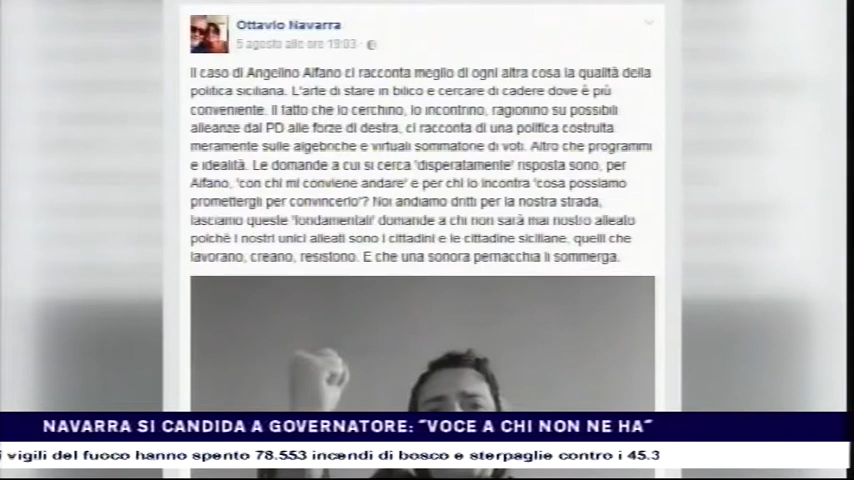 Ottavio Navarra
5 agosto alle ore 19:03 ·
Il caso di Angelino Alfano ci racconta meglio di ogni altra cosa la qualità della
politica siciliana. L'arte di stare in bilico e cercare di cadere dove è più
conveniente. Il fatto che lo cerchino, lo incontrino, ragionino su possibili
alleanze dal PD alle forze di destra, ci racconta di una politica costruita
meramente sulle algebriche e virtuali sommatorie di voti. Altro che programmi
e idealità. Le domande a cui si cerca 'disperatamente' risposta sono, per
Alfano, 'con chi mi conviene andare' e per chi lo incontra 'cosa possiamo
promettergli per convincerlo'? Noi andiamo dritti per la nostra strada,
lasciamo queste 'fondamentali' domande a chi non sarà mai nostro alleato
poichè i nostri unici alleati sono i cittadini e le cittadine siciliane, quelli che
lavorano, creano, resistono. E che una sonora pernacchia li sommerga.
NAVARRA SI CANDIDA A GOVERNATORE: "VOCE A CHI NON NE HA"
i vigili del fuoco hanno spento 78.553 incendi di bosco e sterpaglie contro i 45.3